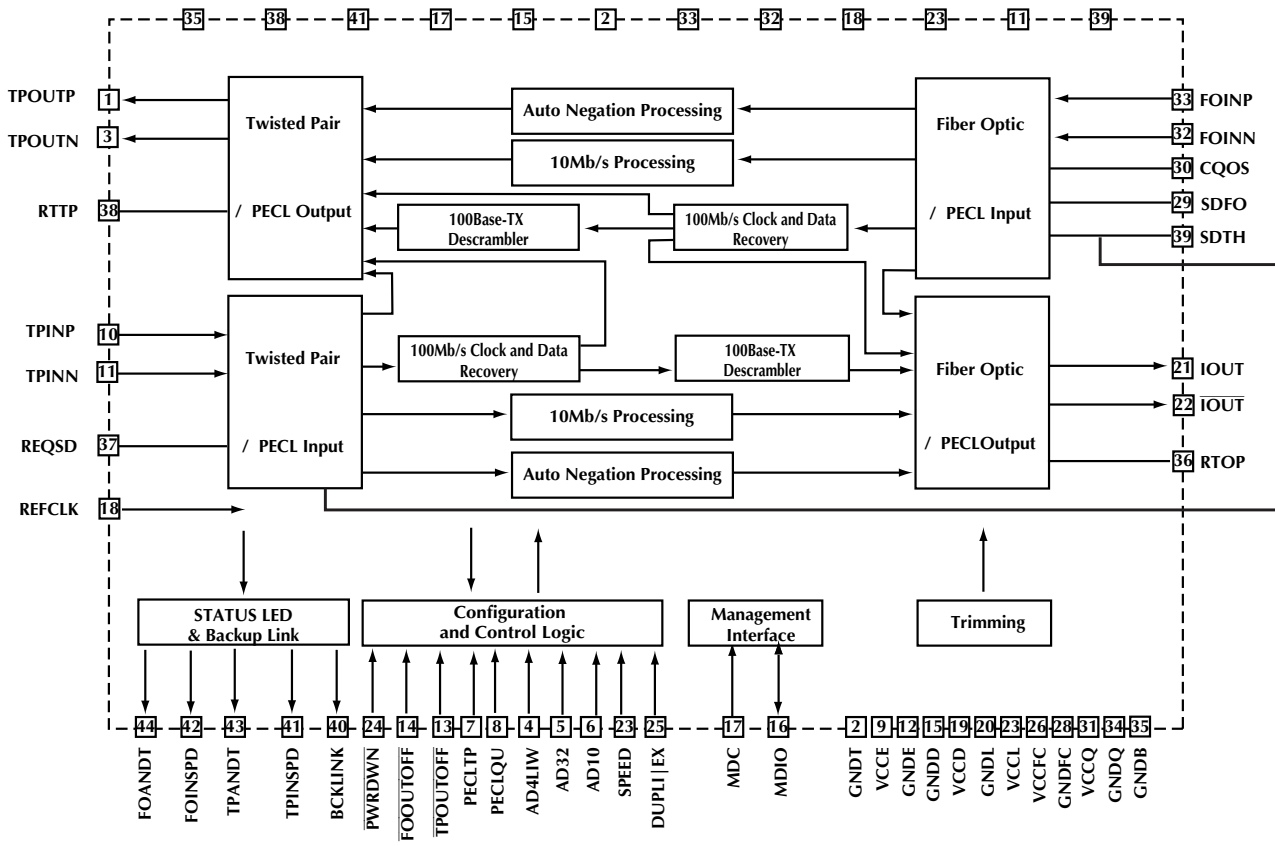 35 38 41 17 15 2 33 32 18 23 11 39
TPOUTP 1
TPOUTN 3
RTTP 38
Twisted Pair
/ PECL Output
Auto Negation Processing
10Mb/s Processing
100Base-TX
Descrambler
100Mb/s Clock and Data
Recovery
Fiber Optic
/ PECL Input
33 FOINP
32 FOINN
30 CQOS
29 SDFO
39 SDTH
TPINP 10
TPINN 11
REQSD 37
REFCLK 18
Twisted Pair
/ PECL Input
100Mb/s Clock and Data
Recovery
100Base-TX
Descrambler
10Mb/s Processing
Auto Negation Processing
Fiber Optic
/ PECLOutput
21 IOUT
22 IOUT
36 RTOP
STATUS LED
& Backup Link
Configuration
and Control Logic
Management
Interface
Trimming
44 42 43 41 40 24 14 13 7 8 4 5 6 23 25 17 16 2 9 12 15 19 20 23 26 28 31 34 35
FOANDT
FOINSPD
TPANDT
TPINSPD
BCKLINK
PWRDWN
FOOUTOFF
TPOUTOFF
PECLTP
PECLQU
AD4LIW
AD32
AD10
SPEED
DUPLI|EX
MDC
MDIO
GNDT
VCCE
GNDE
GNDD
VCCD
GNDL
VCCL
VCCFC
GNDFC
VCCQ
GNDQ
GNDB